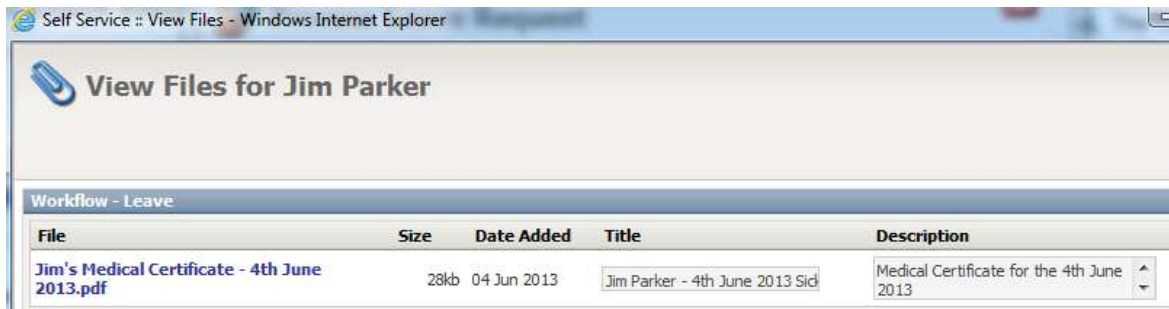 Self Service :: View Files - Windows Internet Explorer
View Files for Jim Parker
Workflow - Leave
File Size Date Added Title Description
Jim's Medical Certificate - 4th June 28kb 04 Jun 2013 Jim Parker - 4th June 2013 Sick Medical Certificate for the 4th June
2013.pdf 2013